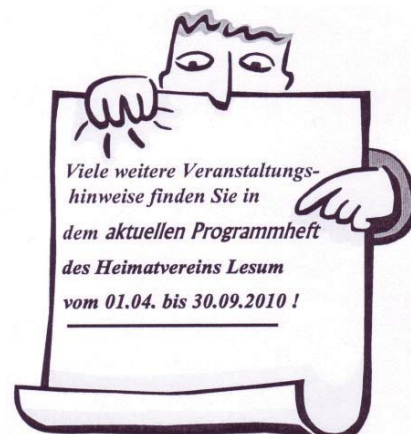 Viele weitere Veranstaltungs-
hinweise finden Sie in
dem aktuellen Programmheft
des Heimatvereins Lesum
vom 01.04. bis 30.09.2010 !